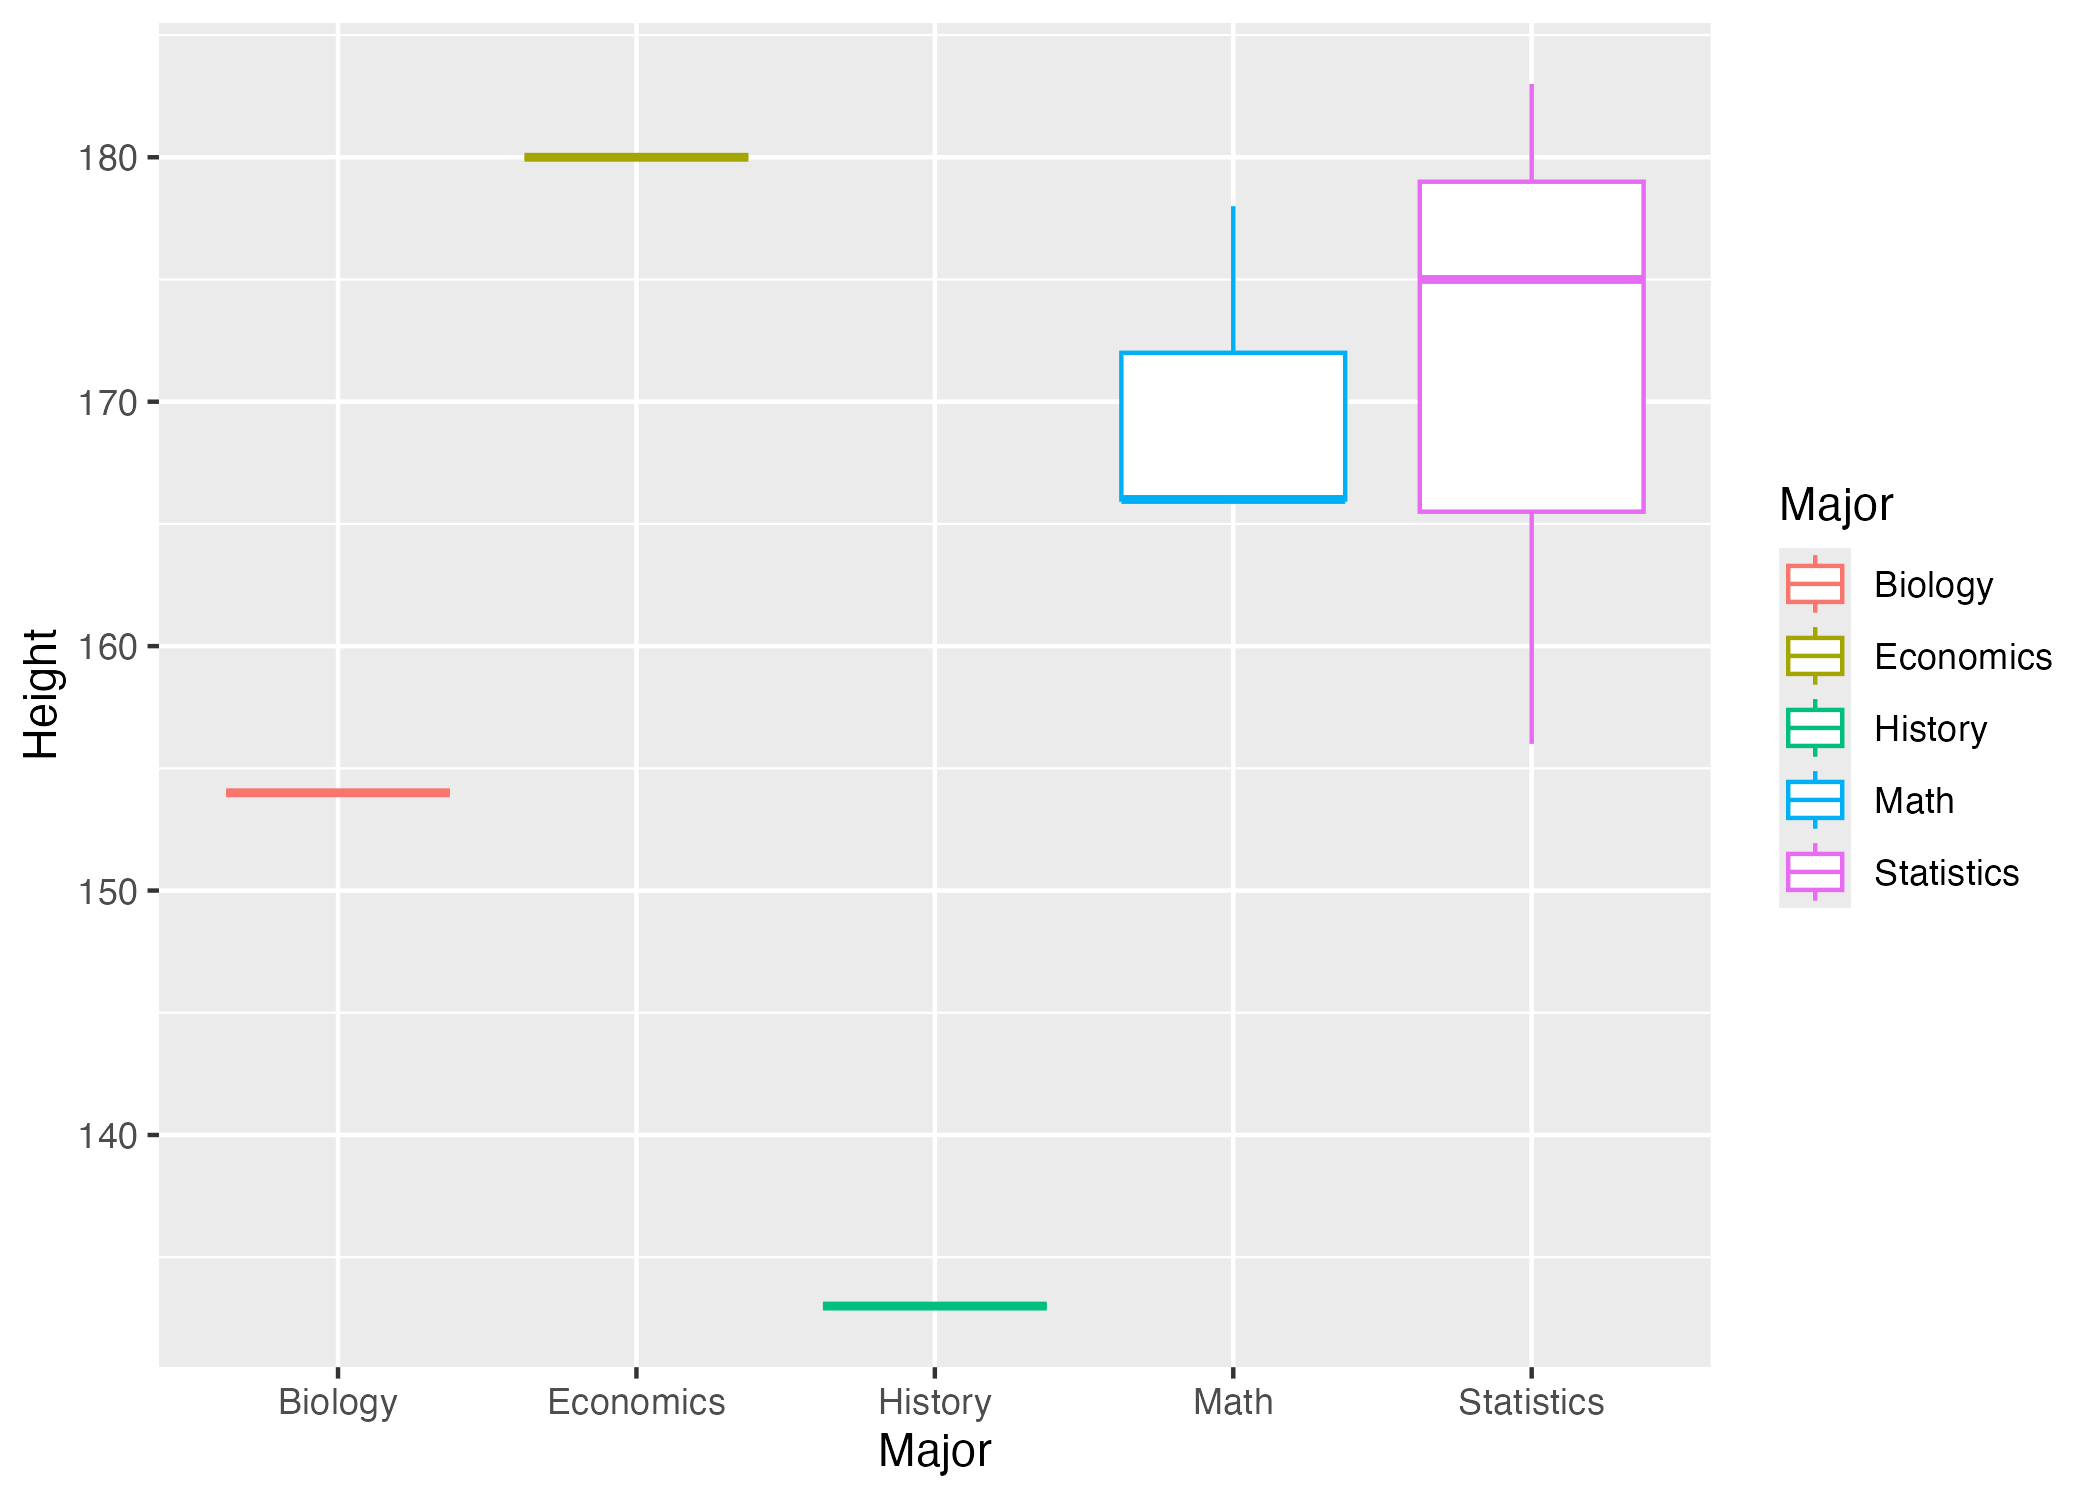 180
170
160
150
140
Height
Biology
Economics
History
Math
Statistics
Major
Major
Biology
Economics
History
Math
Statistics